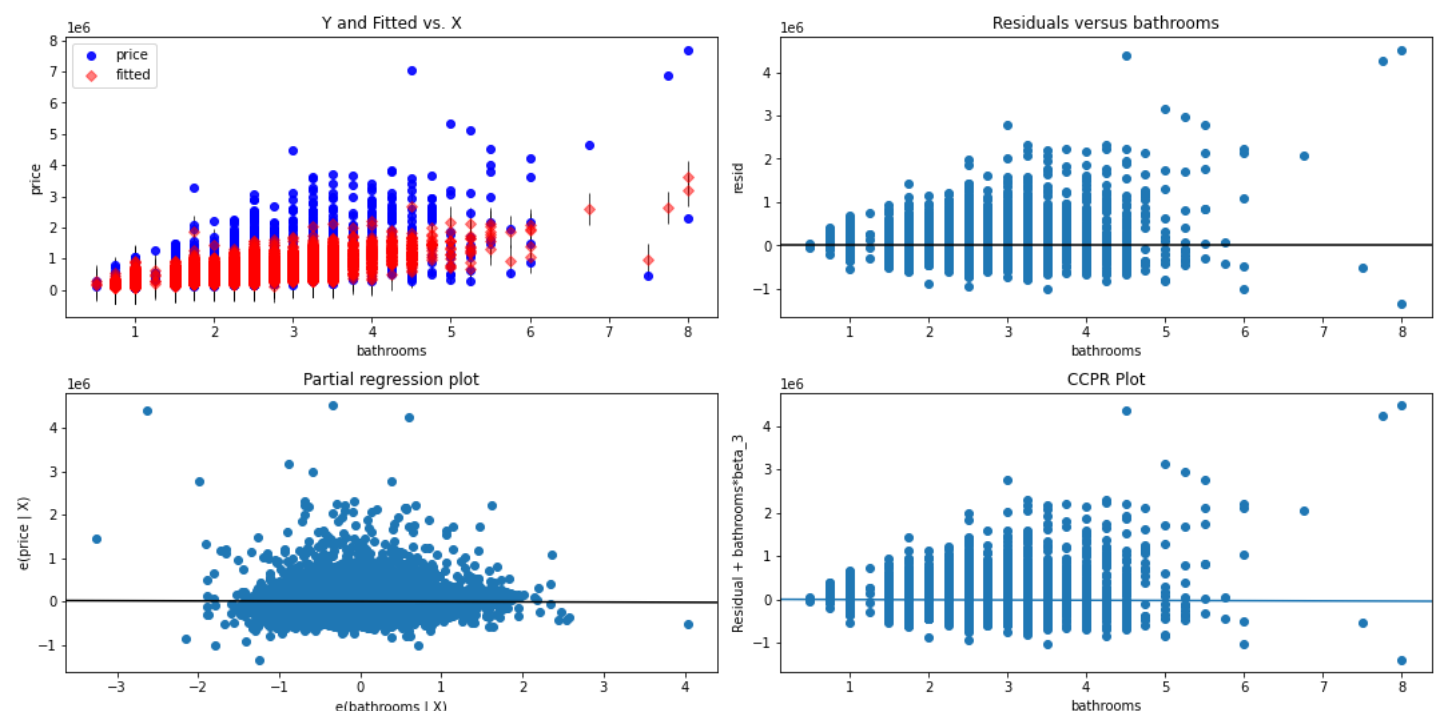 Y and Fitted vs. X
1e6
price
fitted
8
7
6
5
4
3
2
1
0
price
1 2 3 4 5 6 7 8
bathrooms
Residuals versus bathrooms
1e6
4
3
2
1
0
−1
resid
1 2 3 4 5 6 7 8
bathrooms
Partial regression plot
1e6
4
3
2
1
0
−1
e(price | X)
−3 −2 −1 0 1 2 3 4
e(bathrooms | X)
CCPR Plot
1e6
4
3
2
1
0
−1
Residual + bathrooms*beta_3
1 2 3 4 5 6 7 8
bathrooms